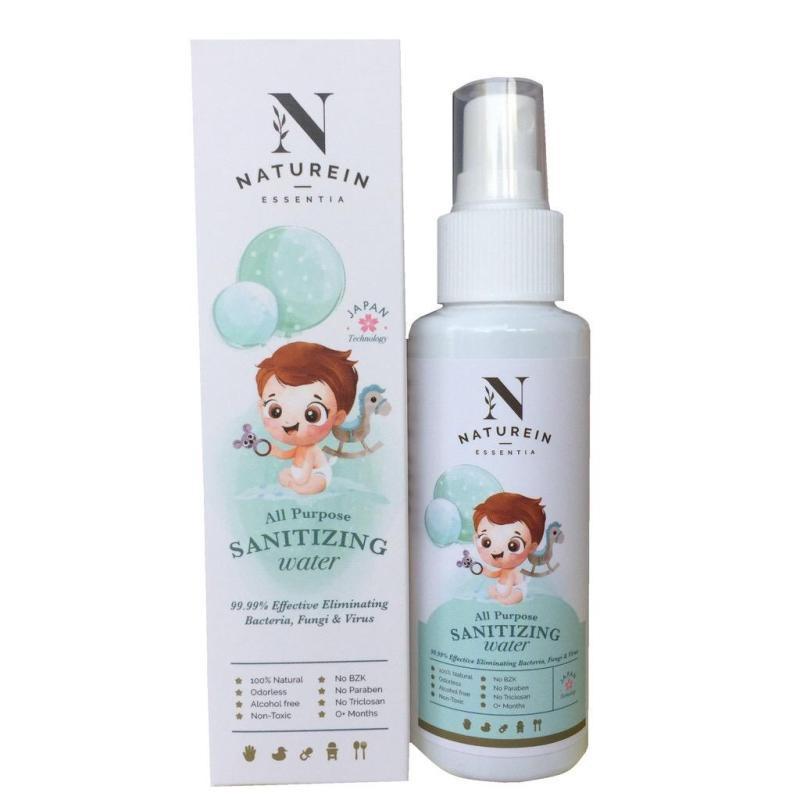 N
NATUREIN
ESSENTIA
JAPAN
Technology
All Purpose
SANITIZING
water
99.99% Effective Eliminating
Bacteria, Fungi & Virus
100% Natural
Odorless
Alcohol free
Non-Toxic
No BZK
No Paraben
No Triclosan
0+ Months
N
NATUREIN
ESSENTIA
All Purpose
SANITIZING
water
99.99% Effective Eliminating Bacteria, Fungi & Virus
100% Natural
Odorless
Alcohol free
Non-Toxic
No BZK
No Paraben
No Triclosan
0+ Months
JAPAN
Technology